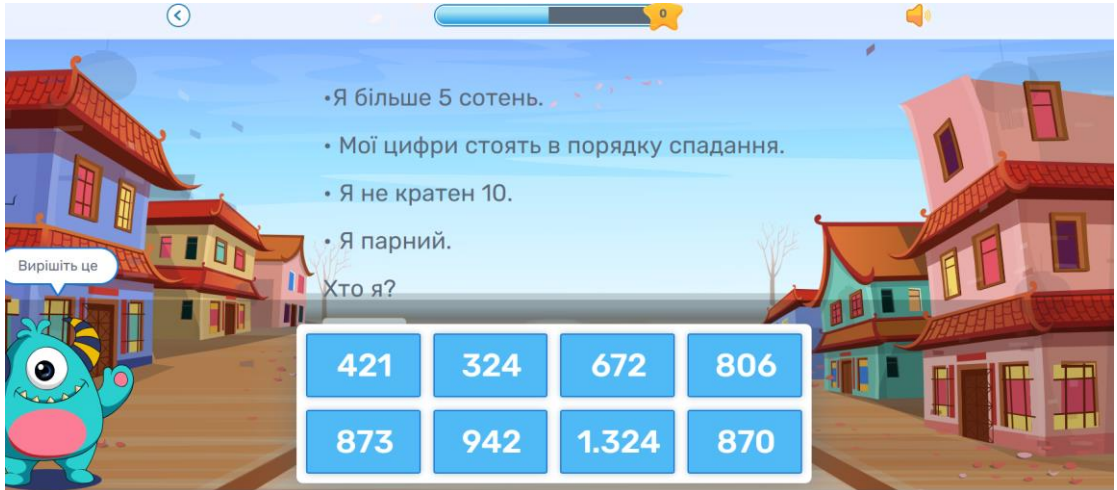 0
•Я більше 5 сотень.
• Мої цифри стоять в порядку спадання.
• Я не кратен 10.
• Я парний.
Вирішіть це
Хто я?
421 324 672 806
873 942 1.324 870